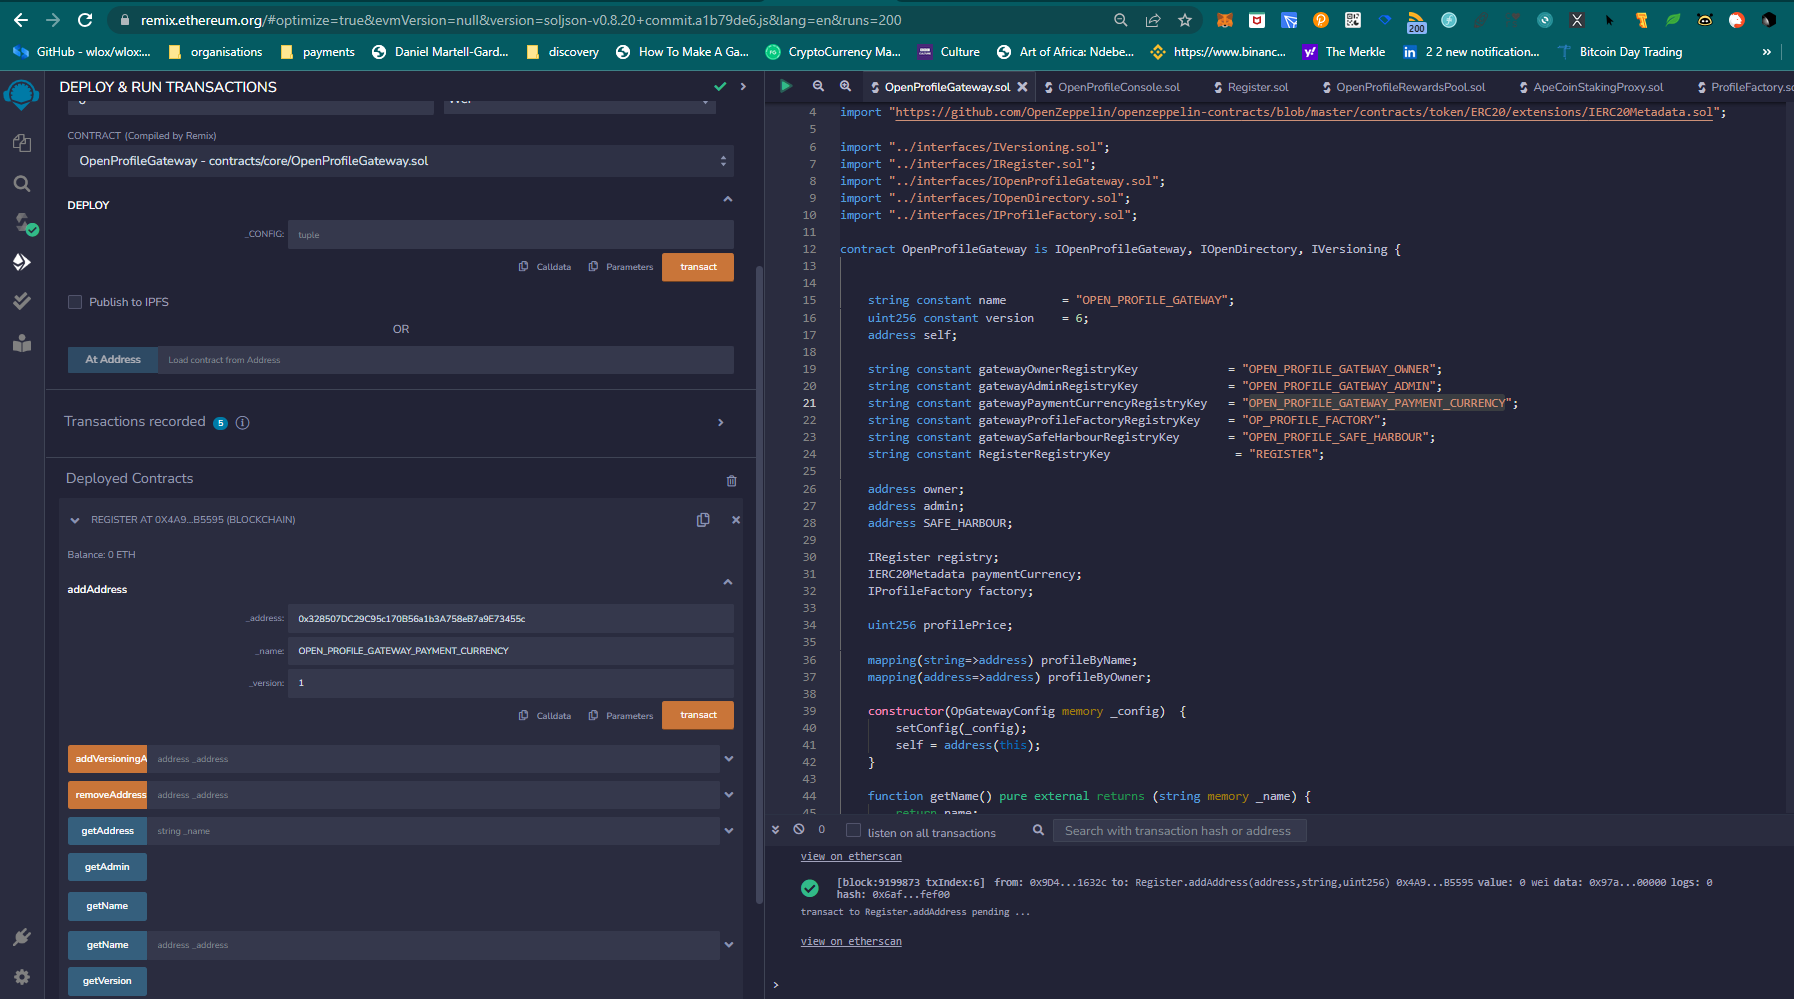 remix.ethereum.org/#optimize=true&evmVersion=null&version=soljson-v0.8.20+commit.a1b79de6.js&lang=en&runs=200
200
GitHub - wlox/wlox:...
organisations
payments
Daniel Martell-Gard...
discovery
How To Make A Ga...
CryptoCurrency Ma...
Culture
Art of Africa: Ndebe...
https://www.binanc...
The Merkle
2 2 new notification...
Bitcoin Day Trading
»
DEPLOY & RUN TRANSACTIONS
CONTRACT (Compiled by Remix)
OpenProfileGateway - contracts/core/OpenProfileGateway.sol
DEPLOY
_CONFIG: tuple
Calldata Parameters transact
Publish to IPFS
OR
At Address Load contract from Address
Transactions recorded 5 i
Deployed Contracts
REGISTER AT 0X4A9...B5595 (BLOCKCHAIN)
Balance: 0 ETH
addAddress
_address: 0x328507DC29C95c170B56a1b3A758eB7a9E73455c
_name: OPEN_PROFILE_GATEWAY_PAYMENT_CURRENCY
_version: 1
Calldata Parameters transact
addVersioningA address _address
removeAddress address _address
getAddress string _name
getAdmin
getName
getName address _address
getVersion
OpenProfileGateway.sol OpenProfileConsole.sol Register.sol OpenProfileRewardsPool.sol ApeCoinStakingProxy.sol ProfileFactory.sc
4 import "https://github.com/OpenZeppelin/openzeppelin-contracts/blob/master/contracts/token/ERC20/extensions/IERC20Metadata.sol";
5
6 import "../interfaces/IVersioning.sol";
7 import "../interfaces/IRegister.sol";
8 import "../interfaces/IOpenProfileGateway.sol";
9 import "../interfaces/IOpenDirectory.sol";
10 import "../interfaces/IProfileFactory.sol";
11
12 contract OpenProfileGateway is IOpenProfileGateway, IOpenDirectory, IVersioning {
13
14
15 string constant name = "OPEN_PROFILE_GATEWAY";
16 uint256 constant version = 6;
17 address self;
18
19 string constant gatewayOwnerRegistryKey = "OPEN_PROFILE_GATEWAY_OWNER";
20 string constant gatewayAdminRegistryKey = "OPEN_PROFILE_GATEWAY_ADMIN";
21 string constant gatewayPaymentCurrencyRegistryKey = "OPEN_PROFILE_GATEWAY_PAYMENT_CURRENCY";
22 string constant gatewayProfileFactoryRegistryKey = "OP_PROFILE_FACTORY";
23 string constant gatewaySafeHarbourRegistryKey = "OPEN_PROFILE_SAFE_HARBOUR";
24 string constant RegisterRegistryKey = "REGISTER";
25
26 address owner;
27 address admin;
28 address SAFE_HARBOUR;
29
30 IRegister registry;
31 IERC20Metadata paymentCurrency;
32 IProfileFactory factory;
33
34 uint256 profilePrice;
35
36 mapping(string=>address) profileByName;
37 mapping(address=>address) profileByOwner;
38
39 constructor(OpGatewayConfig memory _config) {
40 setConfig(_config);
41 self = address(this);
42 }
43
44 function getName() pure external returns (string memory _name) {
45 return name;
0 listen on all transactions Search with transaction hash or address
view on etherscan
[block:9199873 txIndex:6] from: 0x9D4...1632c to: Register.addAddress(address,string,uint256) 0x4A9...B5595 value: 0 wei data: 0x97a...00000 logs: 0
hash: 0x6af...fef00
transact to Register.addAddress pending ...
view on etherscan
>